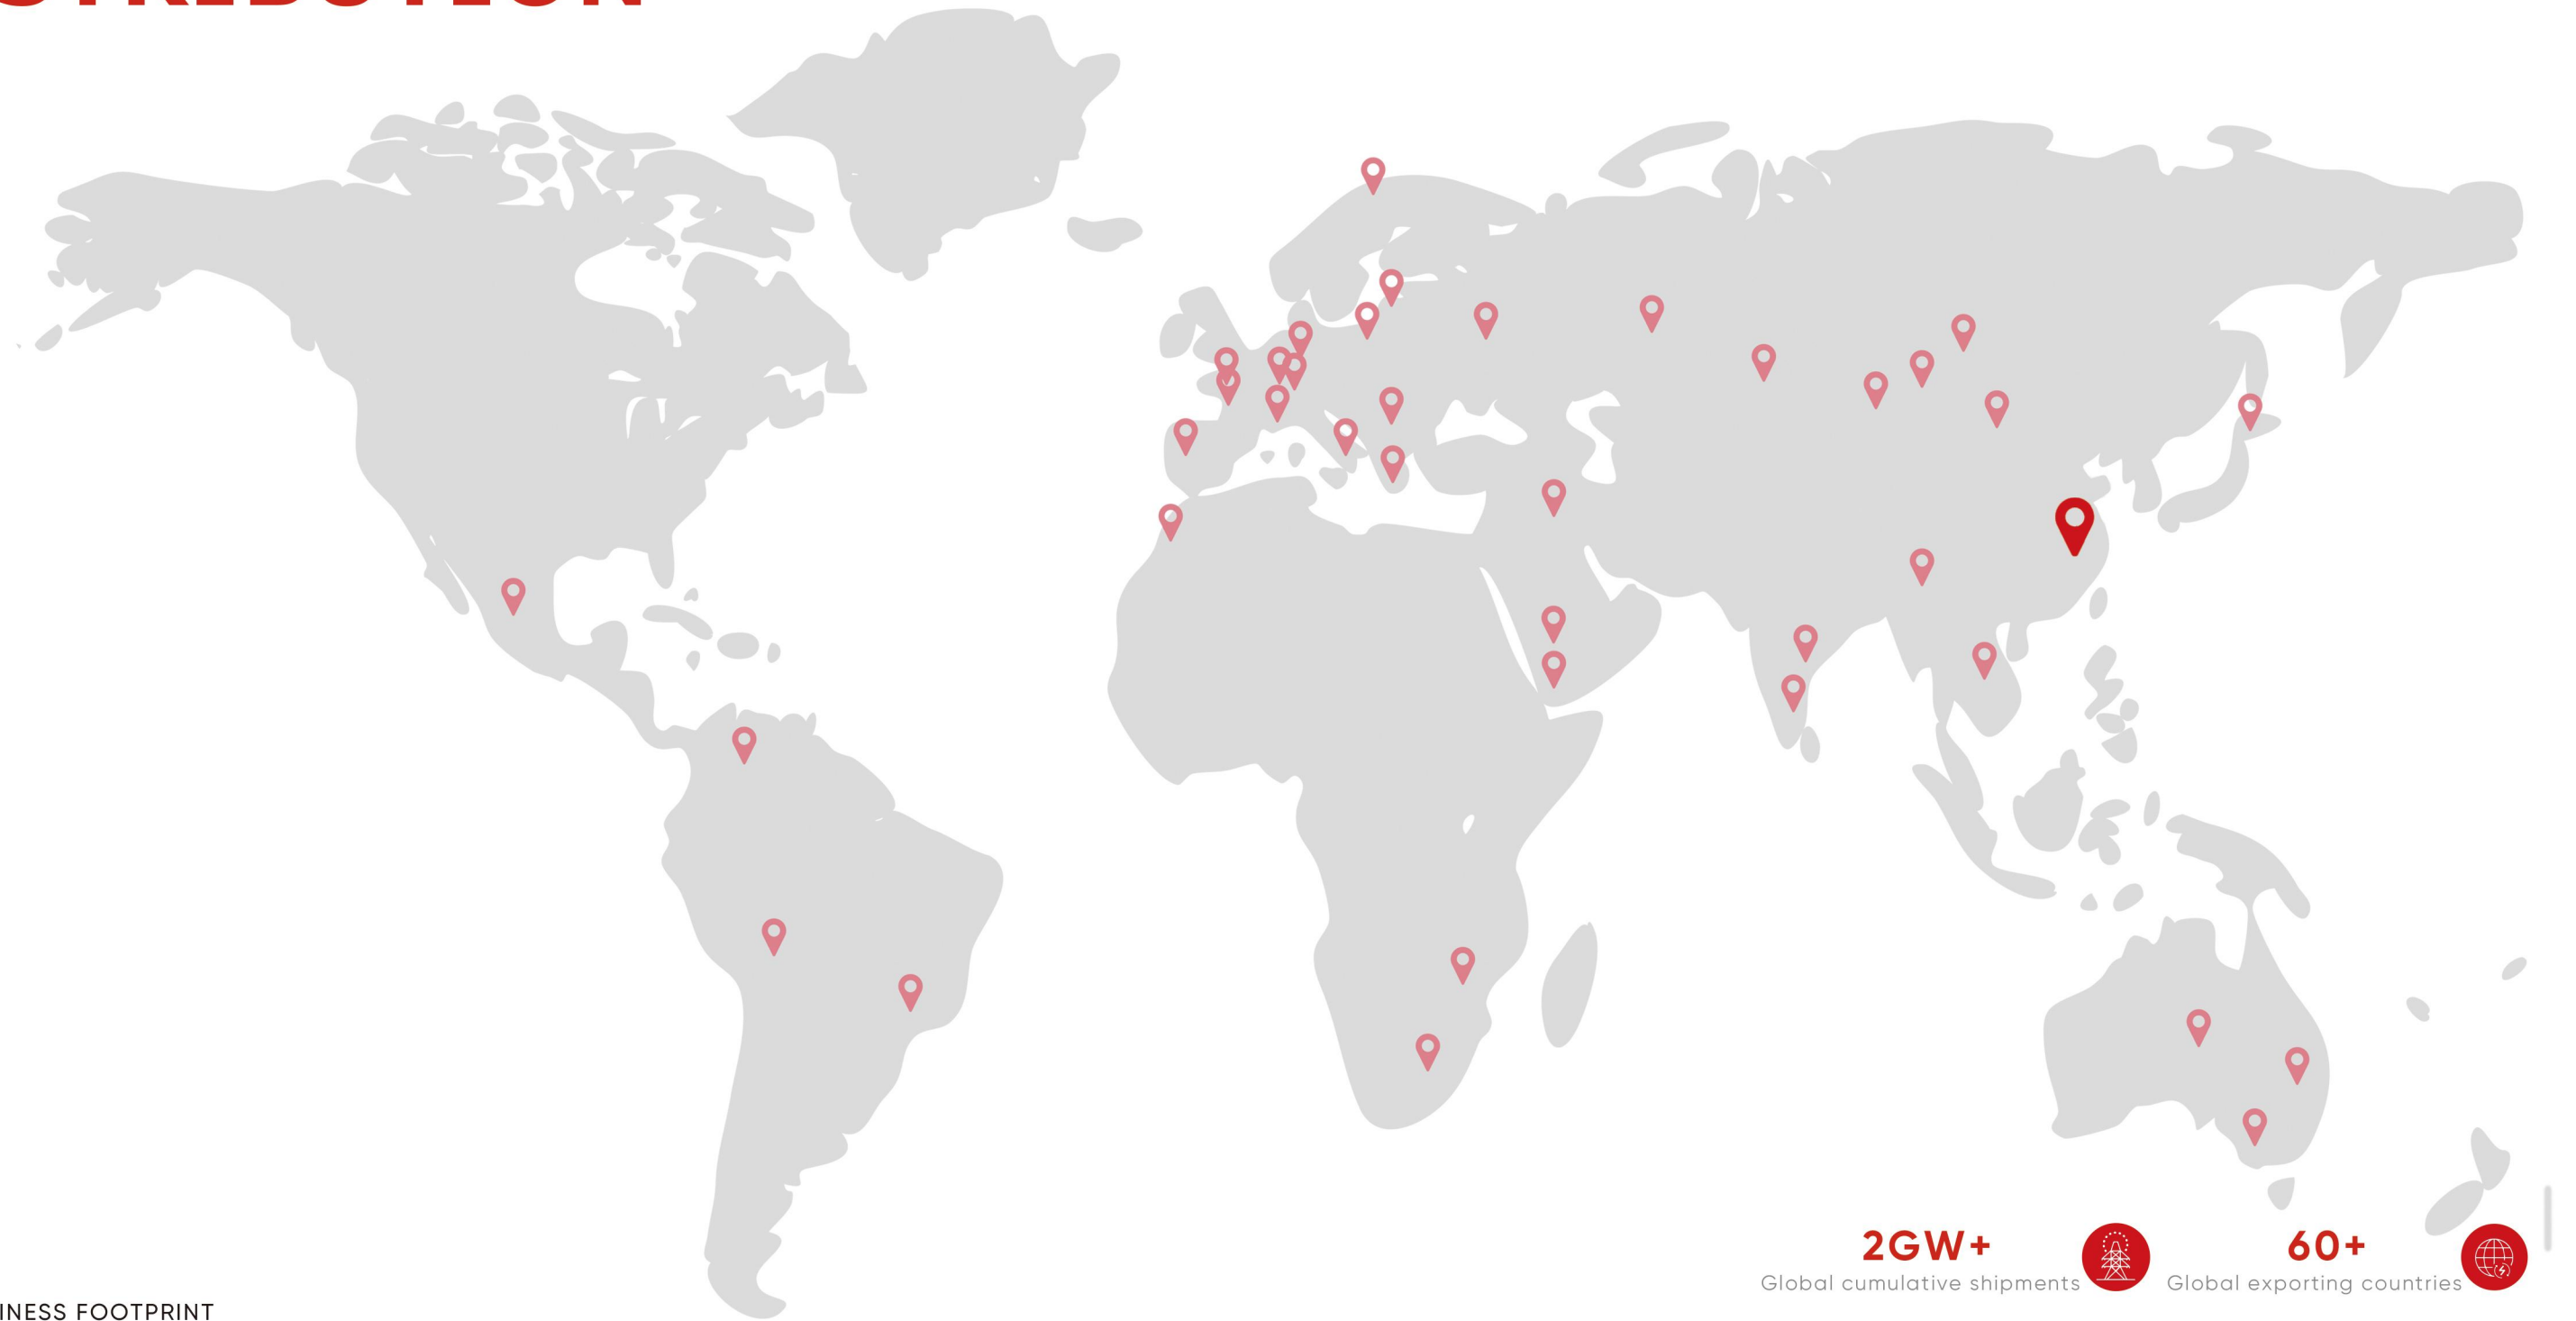 2GW+
Global cumulative shipments
60+
Global exporting countries
INESS FOOTPRINT